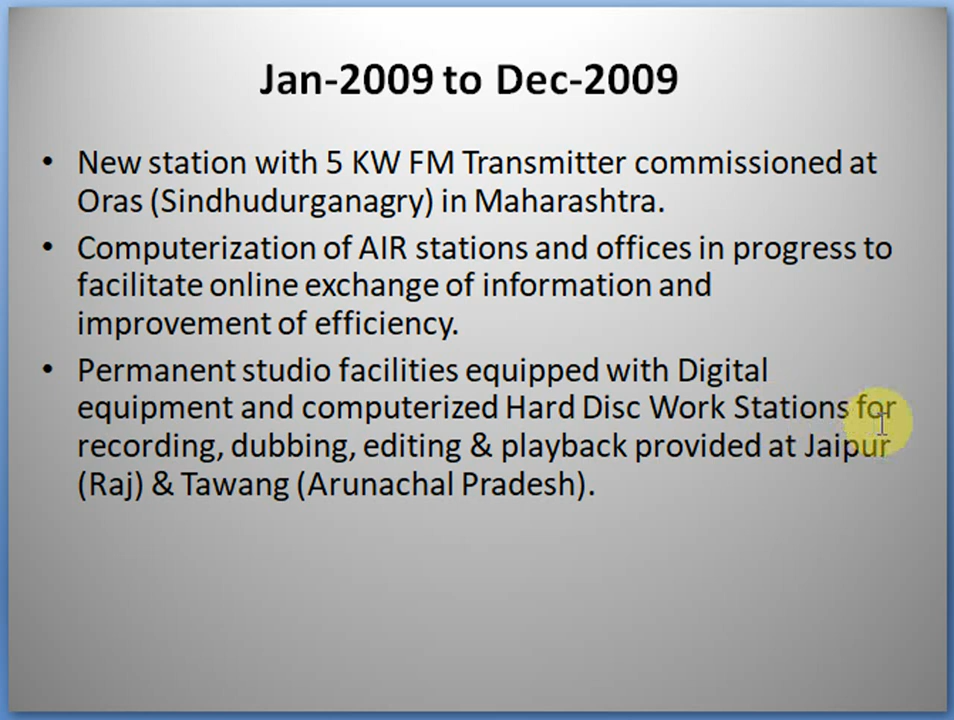 Jan-2009 to Dec-2009
• New station with 5 KW FM Transmitter commissioned at
Oras (Sindhudurganagry) in Maharashtra.
• Computerization of AIR stations and offices in progress to
facilitate online exchange of information and
improvement of efficiency.
• Permanent studio facilities equipped with Digital
equipment and computerized Hard Disc Work Stations for
recording, dubbing, editing & playback provided at Jaipur
(Raj) & Tawang (Arunachal Pradesh).